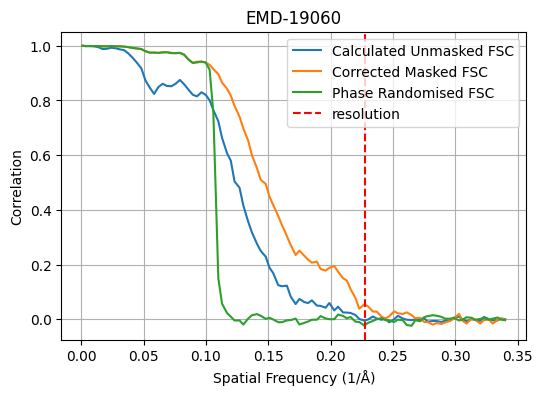 EMD-19060
Calculated Unmasked FSC
Corrected Masked FSC
Phase Randomised FSC
resolution
Correlation
1.0
0.8
0.6
0.4
0.2
0.0
0.00 0.05 0.10 0.15 0.20 0.25 0.30 0.35
Spatial Frequency (1/Å)